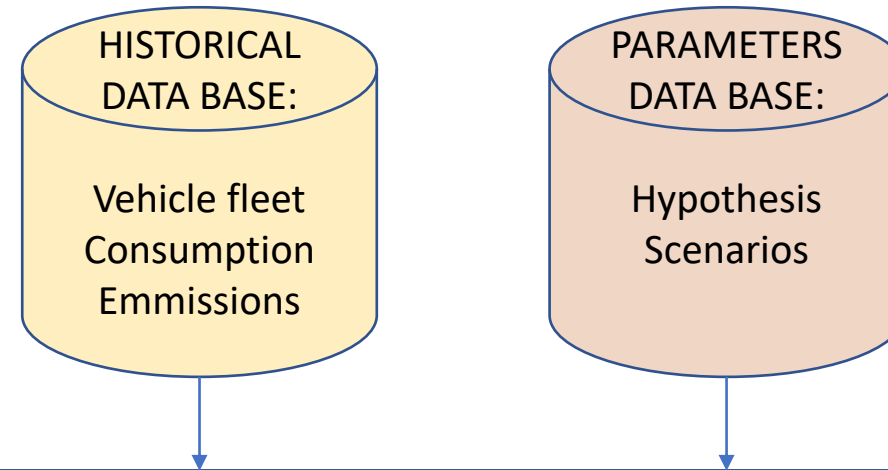 HISTORICAL
DATA BASE:
Vehicle fleet
Consumption
Emmissions
PARAMETERS
DATA BASE:
Hypothesis
Scenarios